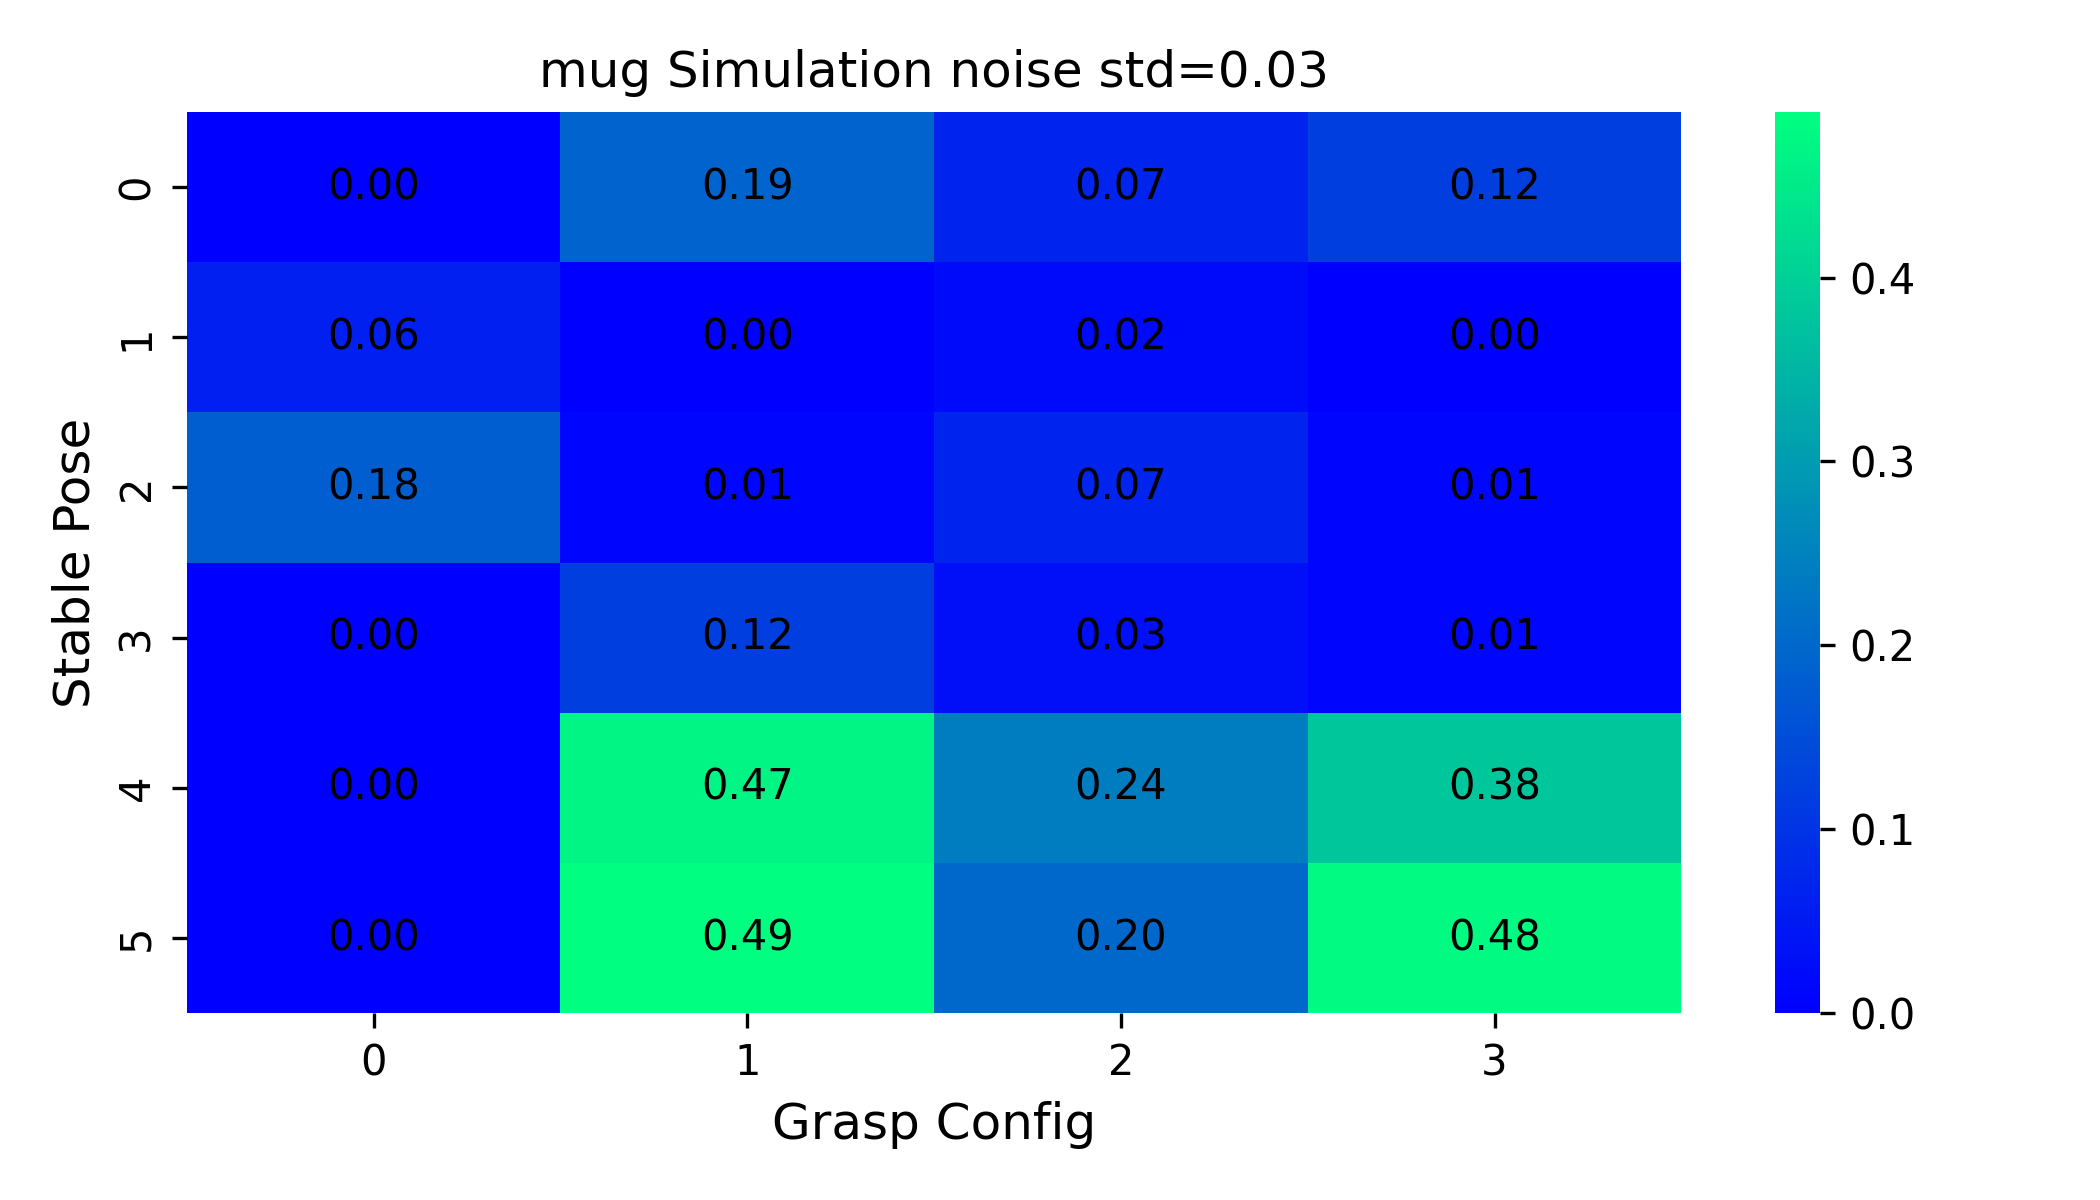 mug Simulation noise std=0.03
Stable Pose
0 0.00 0.19 0.07 0.12
1 0.06 0.00 0.02 0.00
2 0.18 0.01 0.07 0.01
3 0.00 0.12 0.03 0.01
4 0.00 0.47 0.24 0.38
5 0.00 0.49 0.20 0.48
0 1 2 3
Grasp Config
0.4
0.3
0.2
0.1
0.0